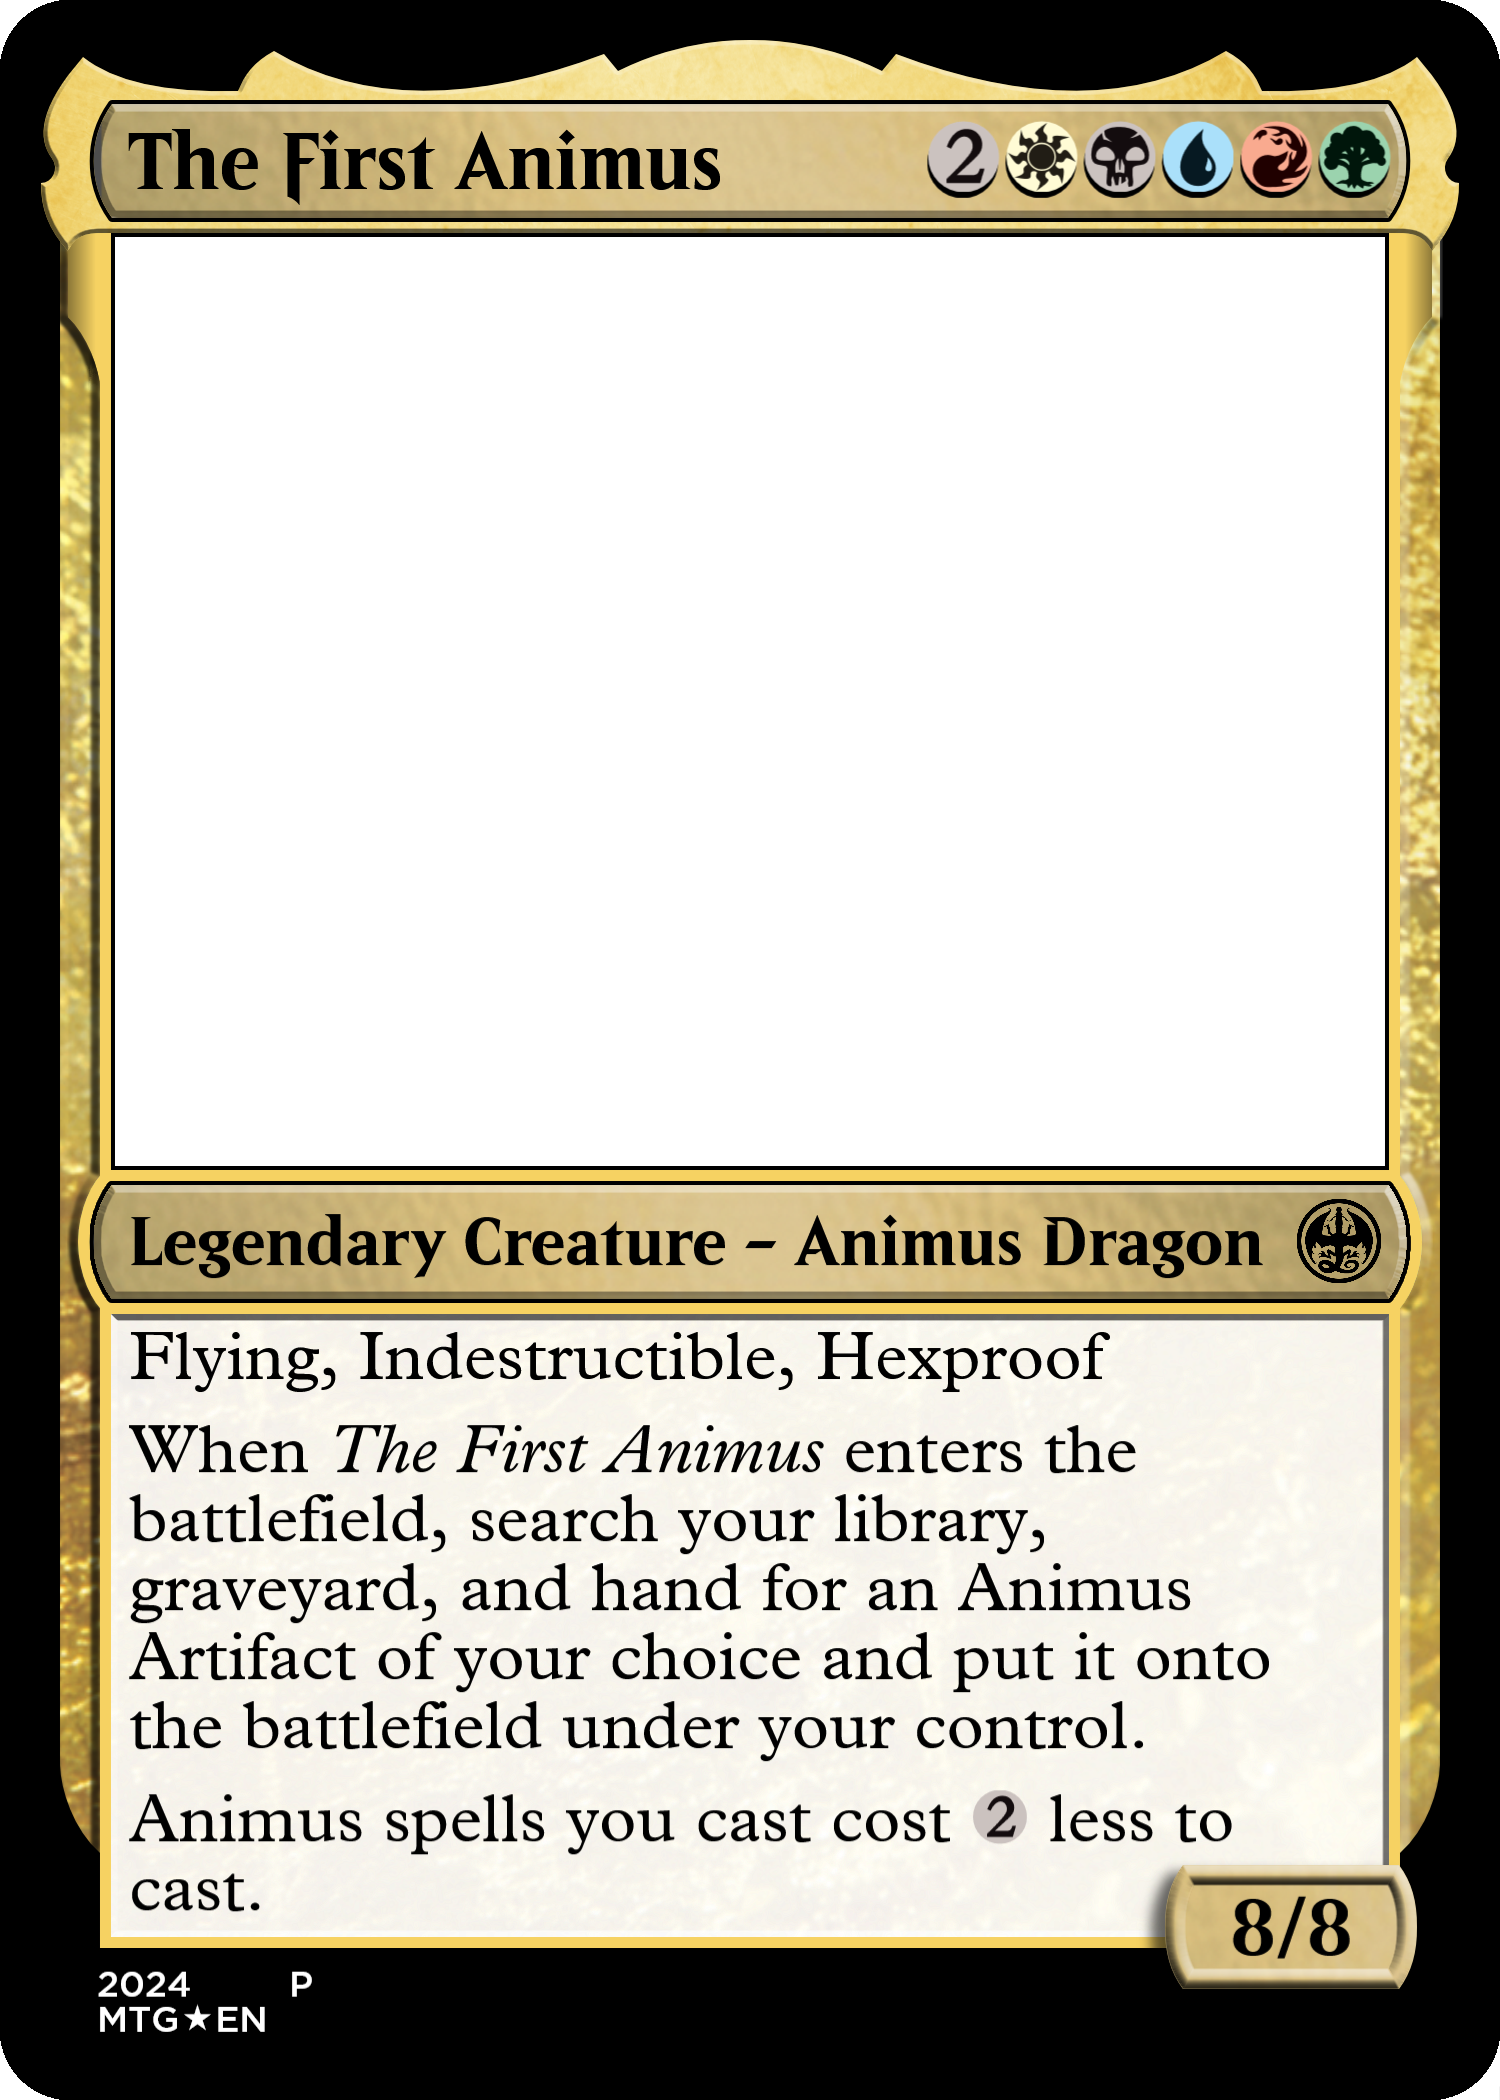 The First Animus 2
Legendary Creature – Animus Dragon
Flying, Indestructible, Hexproof
When The First Animus enters the
battlefield, search your library,
graveyard, and hand for an Animus
Artifact of your choice and put it onto
the battlefield under your control.
Animus spells you cast cost 2 less to
cast.
8/8
2024 P
MTG★EN